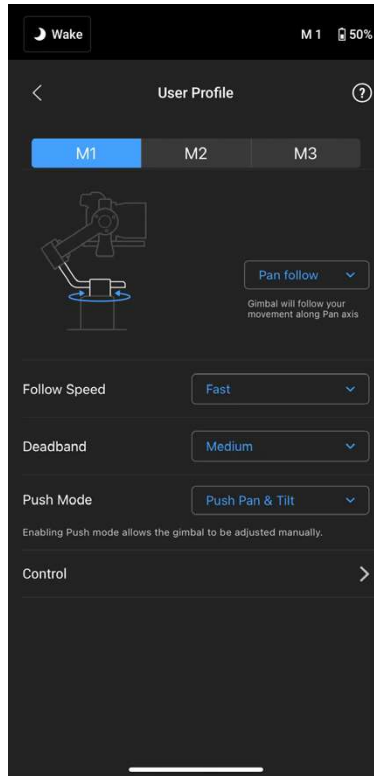 Wake M 1 50%
User Profile ?
M1 M2 M3
Pan follow
Gimbal will follow your
movement along Pan axis
Follow Speed Fast
Deadband Medium
Push Mode Push Pan & Tilt
Enabling Push mode allows the gimbal to be adjusted manually.
Control